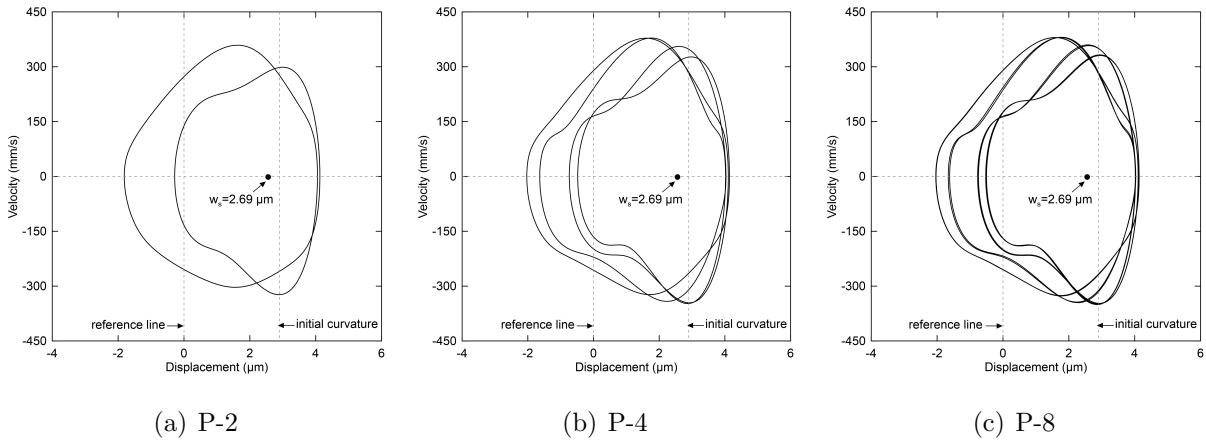 450
300
150
0
-150
-300
-450
Velocity (mm/s)
wₛ=2.69 µm
reference line
initial curvature
-4 -2 0 2 4 6
Displacement (µm)
(a) P-2
450
300
150
0
-150
-300
-450
Velocity (mm/s)
wₛ=2.69 µm
reference line
initial curvature
-4 -2 0 2 4 6
Displacement (µm)
(b) P-4
450
300
150
0
-150
-300
-450
Velocity (mm/s)
wₛ=2.69 µm
reference line
initial curvature
-4 -2 0 2 4 6
Displacement (µm)
(c) P-8